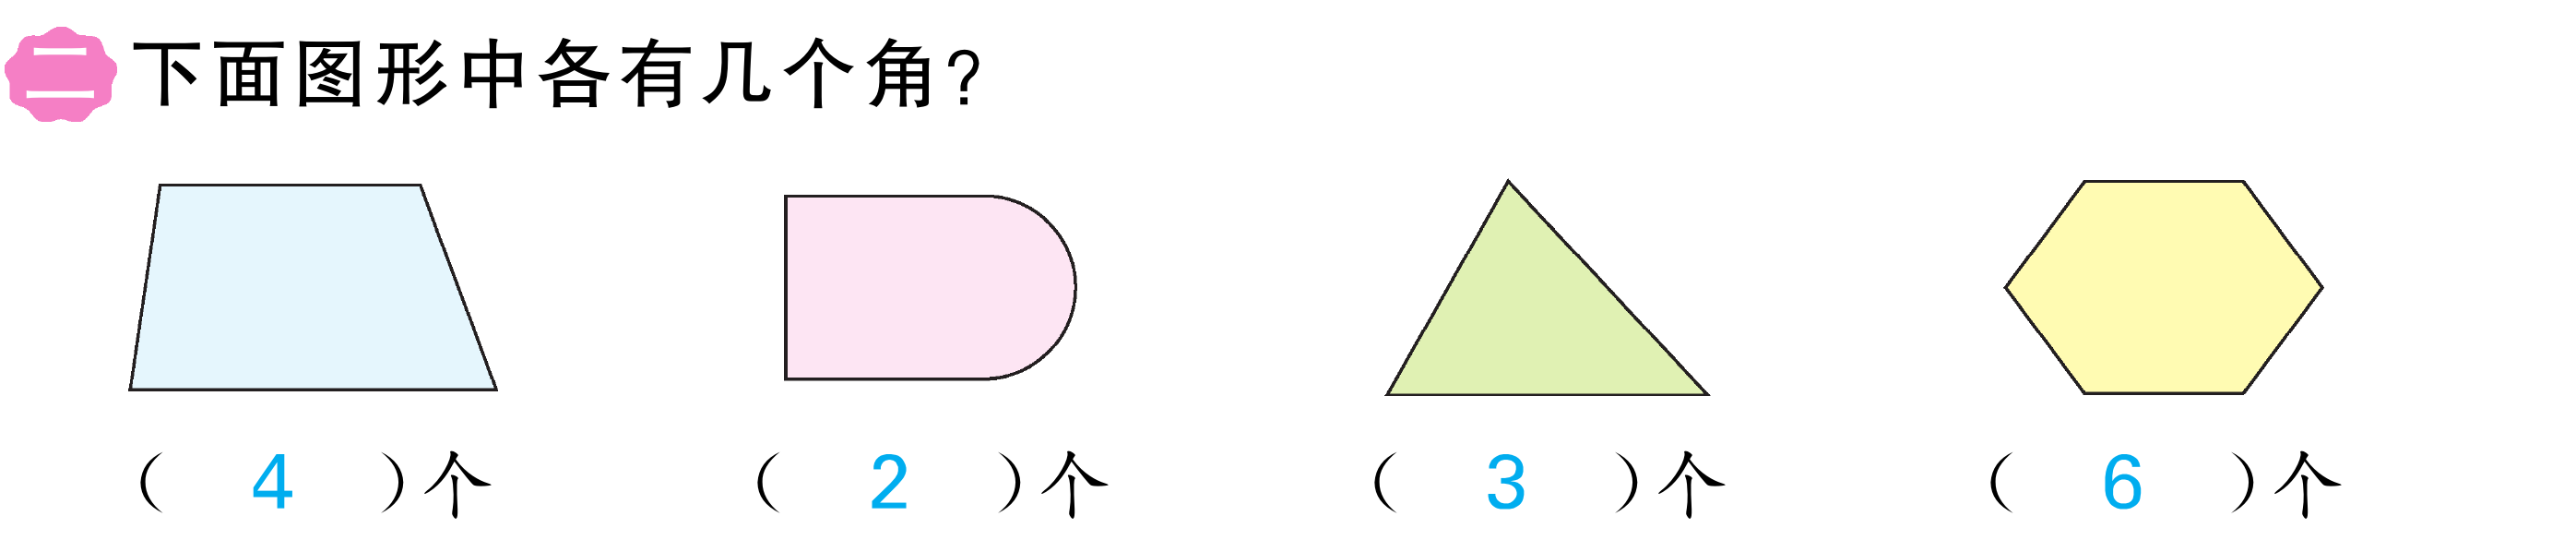 二 下面图形中各有几个角?
( 4 )个 ( 2 )个 ( 3 )个 ( 6 )个